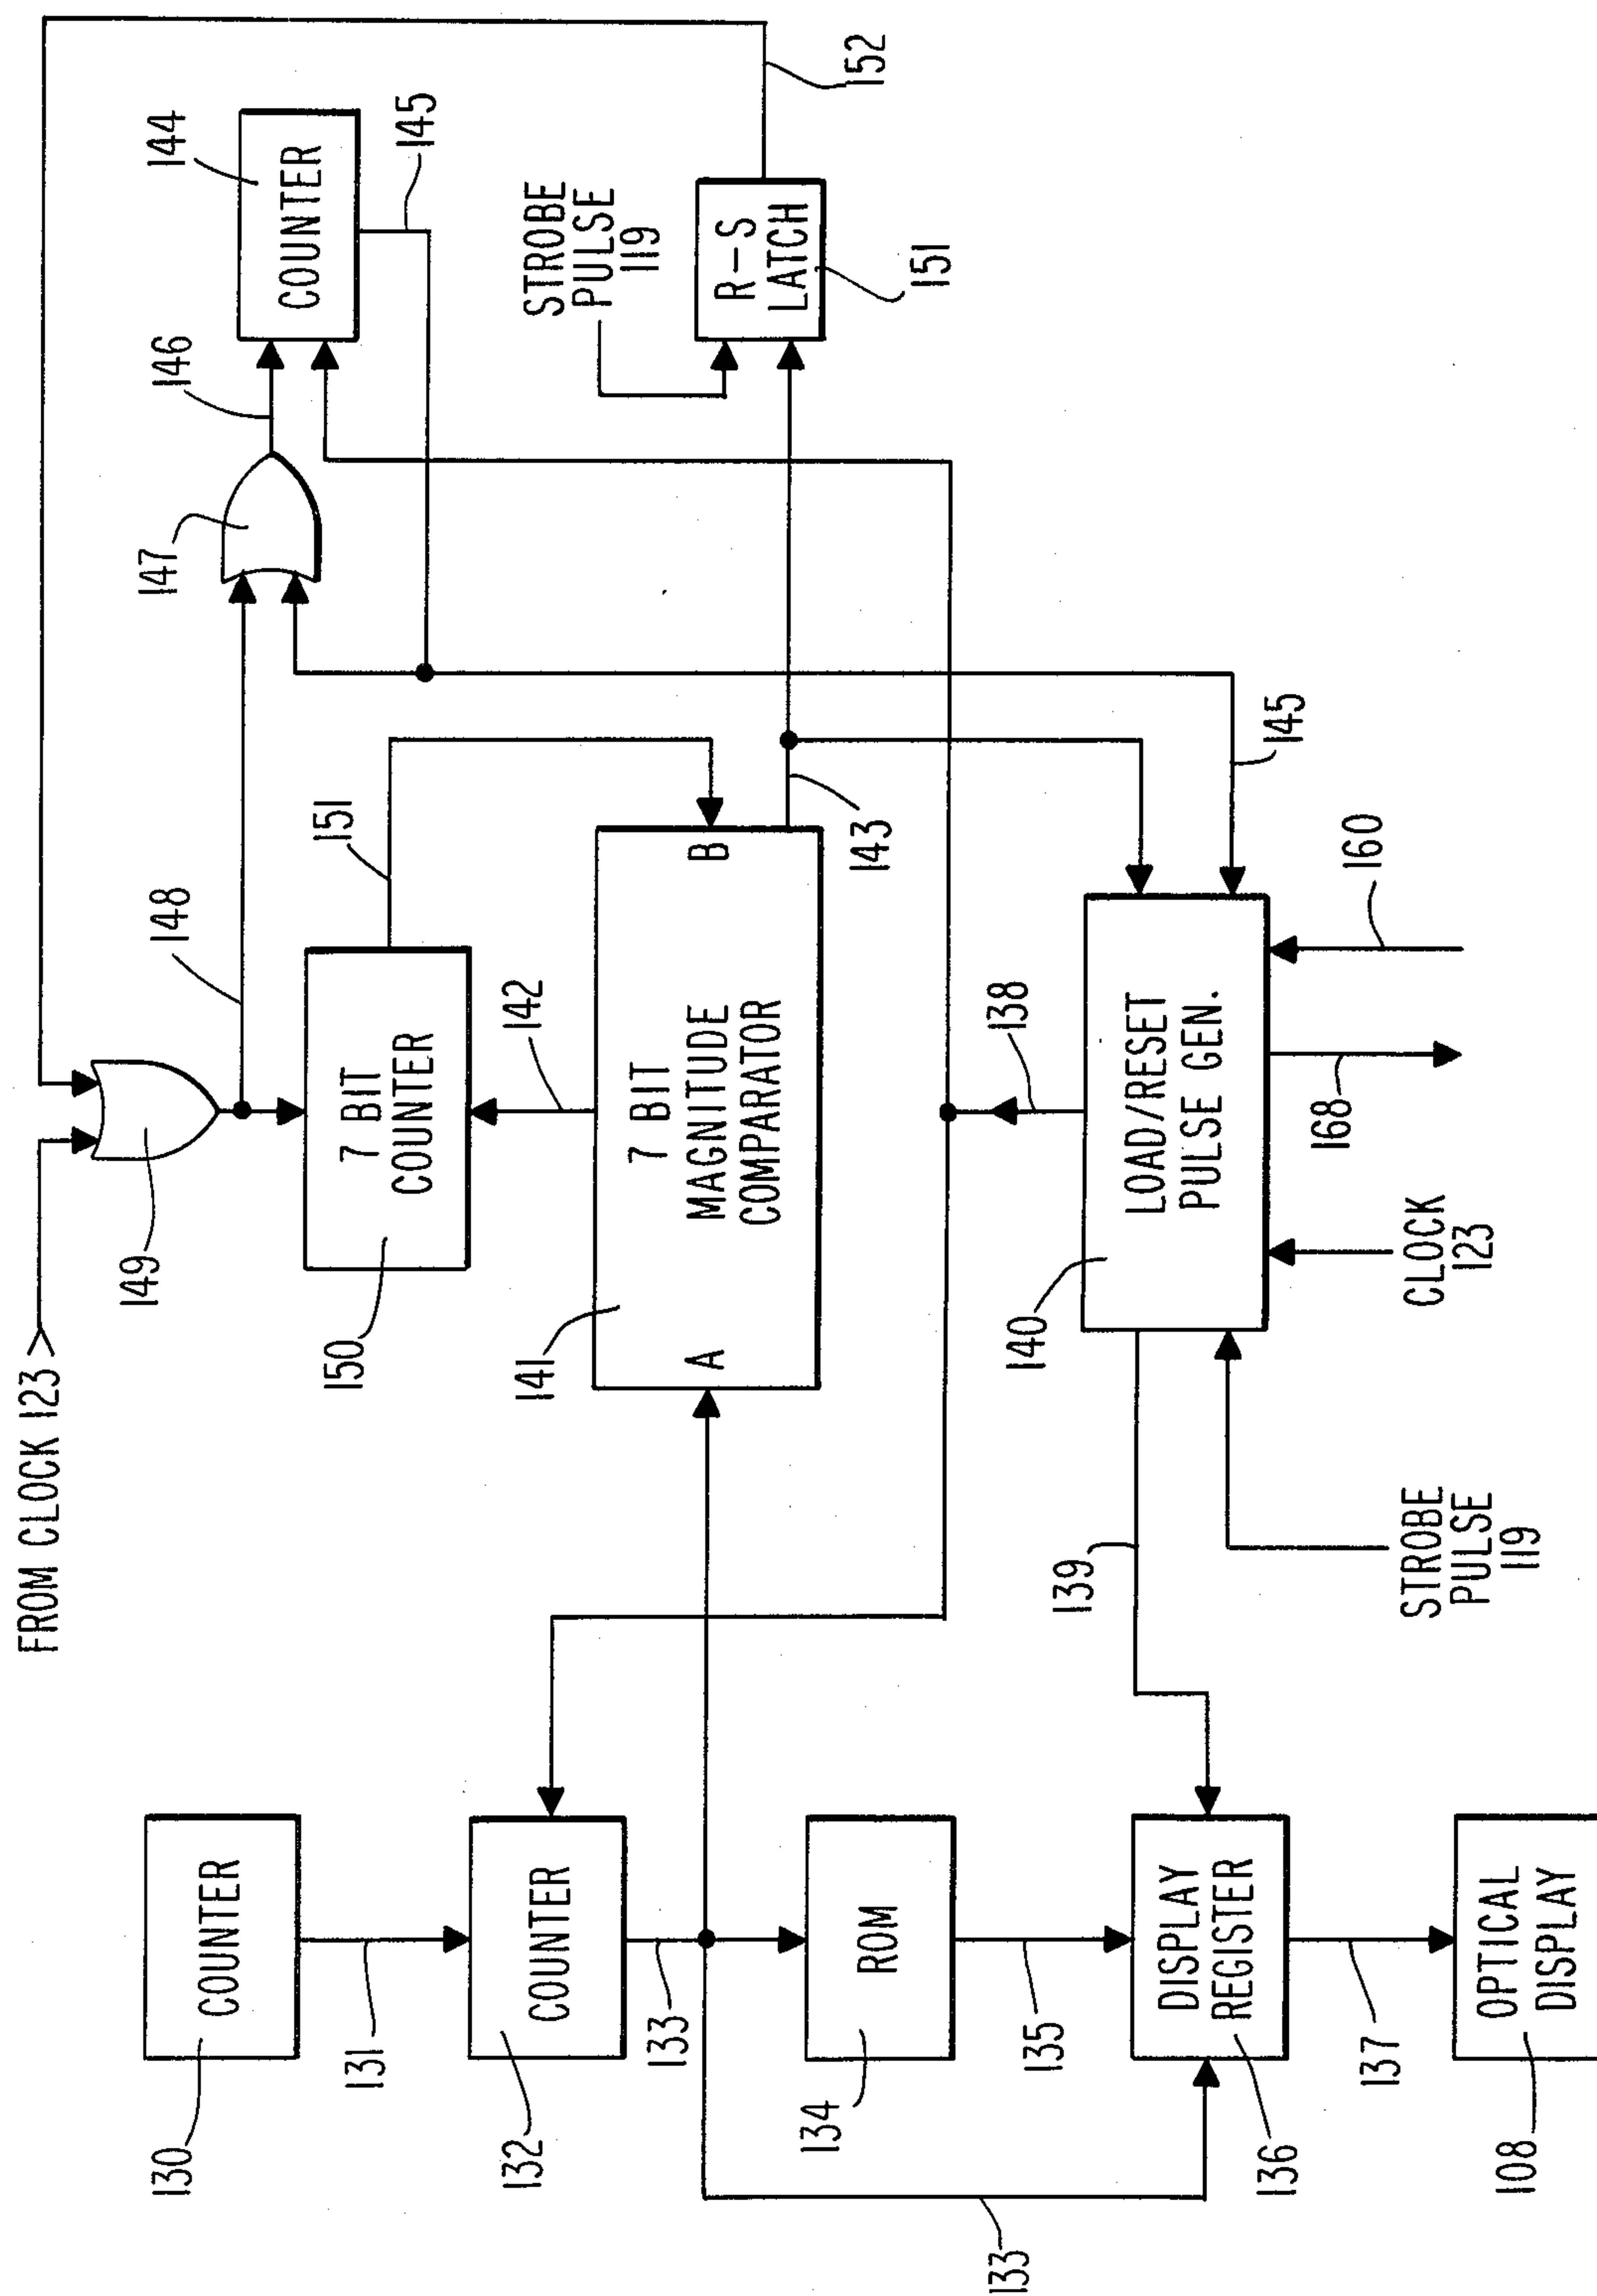 FROM CLOCK 123
149
148
147
146
144
COUNTER
145
152
STROBE
PULSE
119
R-S
LATCH
151
150
7 BIT
COUNTER
151
142
141
A
7 BIT
MAGNITUDE
COMPARATOR
B
143
138
140
LOAD/RESET
PULSE GEN.
145
160
168
CLOCK
123
STROBE
PULSE
119
139
130
COUNTER
131
132
COUNTER
133
134
ROM
135
133
136
DISPLAY
REGISTER
137
108
OPTICAL
DISPLAY